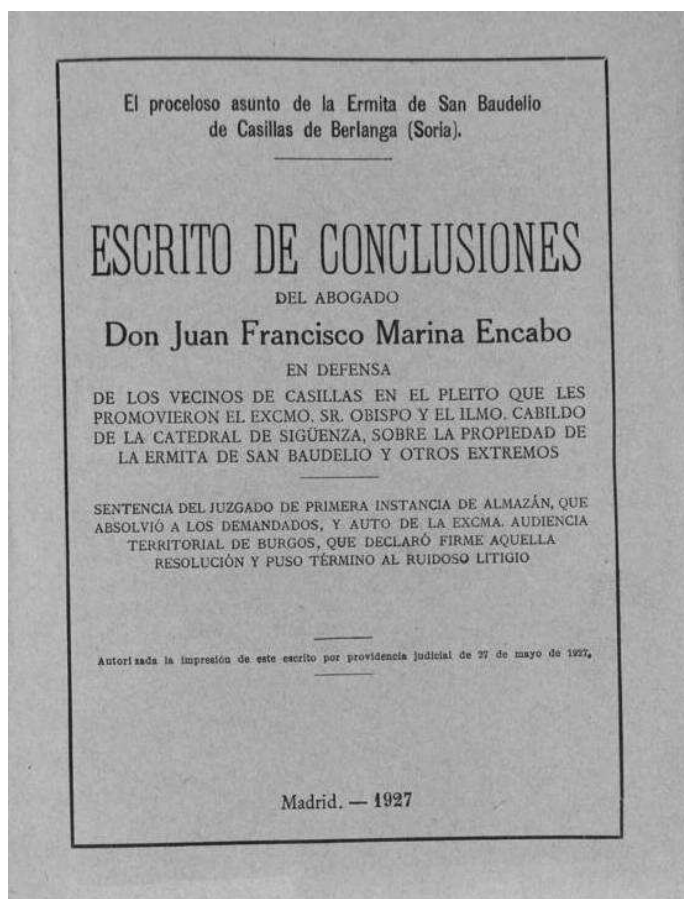 El proceloso asunto de la Ermita de San Baudelio
de Casillas de Berlanga (Soria).
ESCRITO DE CONCLUSIONES
DEL ABOGADO
Don Juan Francisco Marina Encabo
EN DEFENSA
DE LOS VECINOS DE CASILLAS EN EL PLEITO QUE LES
PROMOVIERON EL EXCMO. SR. OBISPO Y EL ILMO. CABILDO
DE LA CATEDRAL DE SIGÜENZA, SOBRE LA PROPIEDAD DE
LA ERMITA DE SAN BAUDELIO Y OTROS EXTREMOS
SENTENCIA DEL JUZGADO DE PRIMERA INSTANCIA DE ALMAZÁN, QUE
ABSOLVIÓ A LOS DEMANDADOS, Y AUTO DE LA EXCMA. AUDIENCIA
TERRITORIAL DE BURGOS, QUE DECLARÓ FIRME AQUELLA
RESOLUCIÓN Y PUSO TÉRMINO AL RUIDOSO LITIGIO
Autorizada la impresión de este escrito por providencia judicial de 27 de mayo de 1927.
Madrid. — 1927